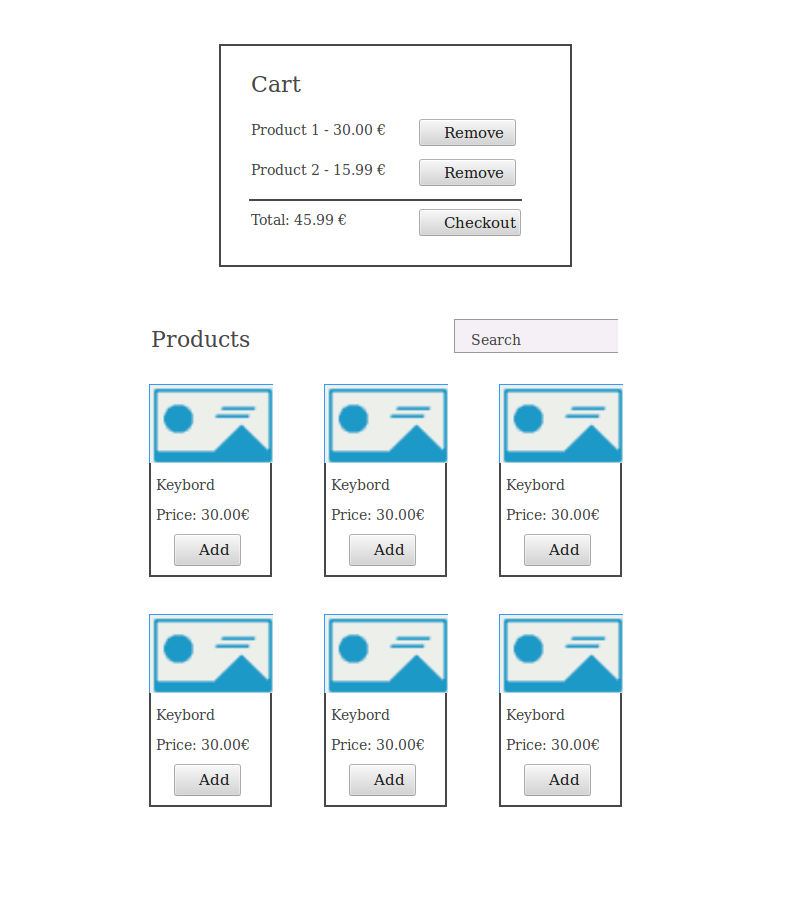 Cart
Product 1 - 30.00 € Remove
Product 2 - 15.99 € Remove
Total: 45.99 € Checkout
Products Search
Keybord Keybord Keybord
Price: 30.00€ Price: 30.00€ Price: 30.00€
Add Add Add
Keybord Keybord Keybord
Price: 30.00€ Price: 30.00€ Price: 30.00€
Add Add Add